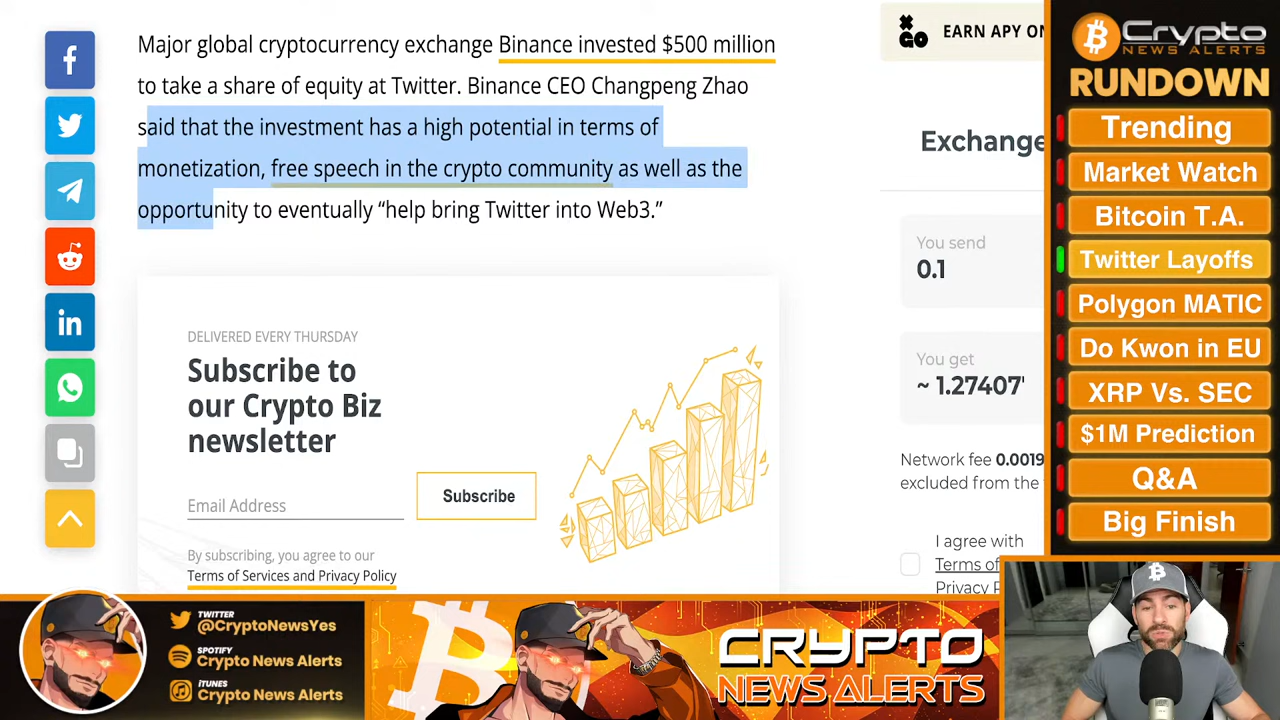 Major global cryptocurrency exchange Binance invested $500 million
to take a share of equity at Twitter. Binance CEO Changpeng Zhao
said that the investment has a high potential in terms of
monetization, free speech in the crypto community as well as the
opportunity to eventually “help bring Twitter into Web3.”
DELIVERED EVERY THURSDAY
Subscribe to
our Crypto Biz
newsletter
Email Address
Subscribe
By subscribing, you agree to our
Terms of Services and Privacy Policy
GO
EARN APY ON
Exchange
You send
0.1
You get
~ 1.27407
Network fee 0.0019
excluded from the
I agree with
Terms of
Privacy P
Crypto
NEWS ALERTS
RUNDOWN
Trending
Market Watch
Bitcoin T.A.
Twitter Layoffs
Polygon MATIC
Do Kwon in EU
XRP Vs. SEC
$1M Prediction
Q&A
Big Finish
TWITTER
@CryptoNewsYes
SPOTIFY
Crypto News Alerts
iTUNES
Crypto News Alerts
CRYPTO
NEWS ALERTS